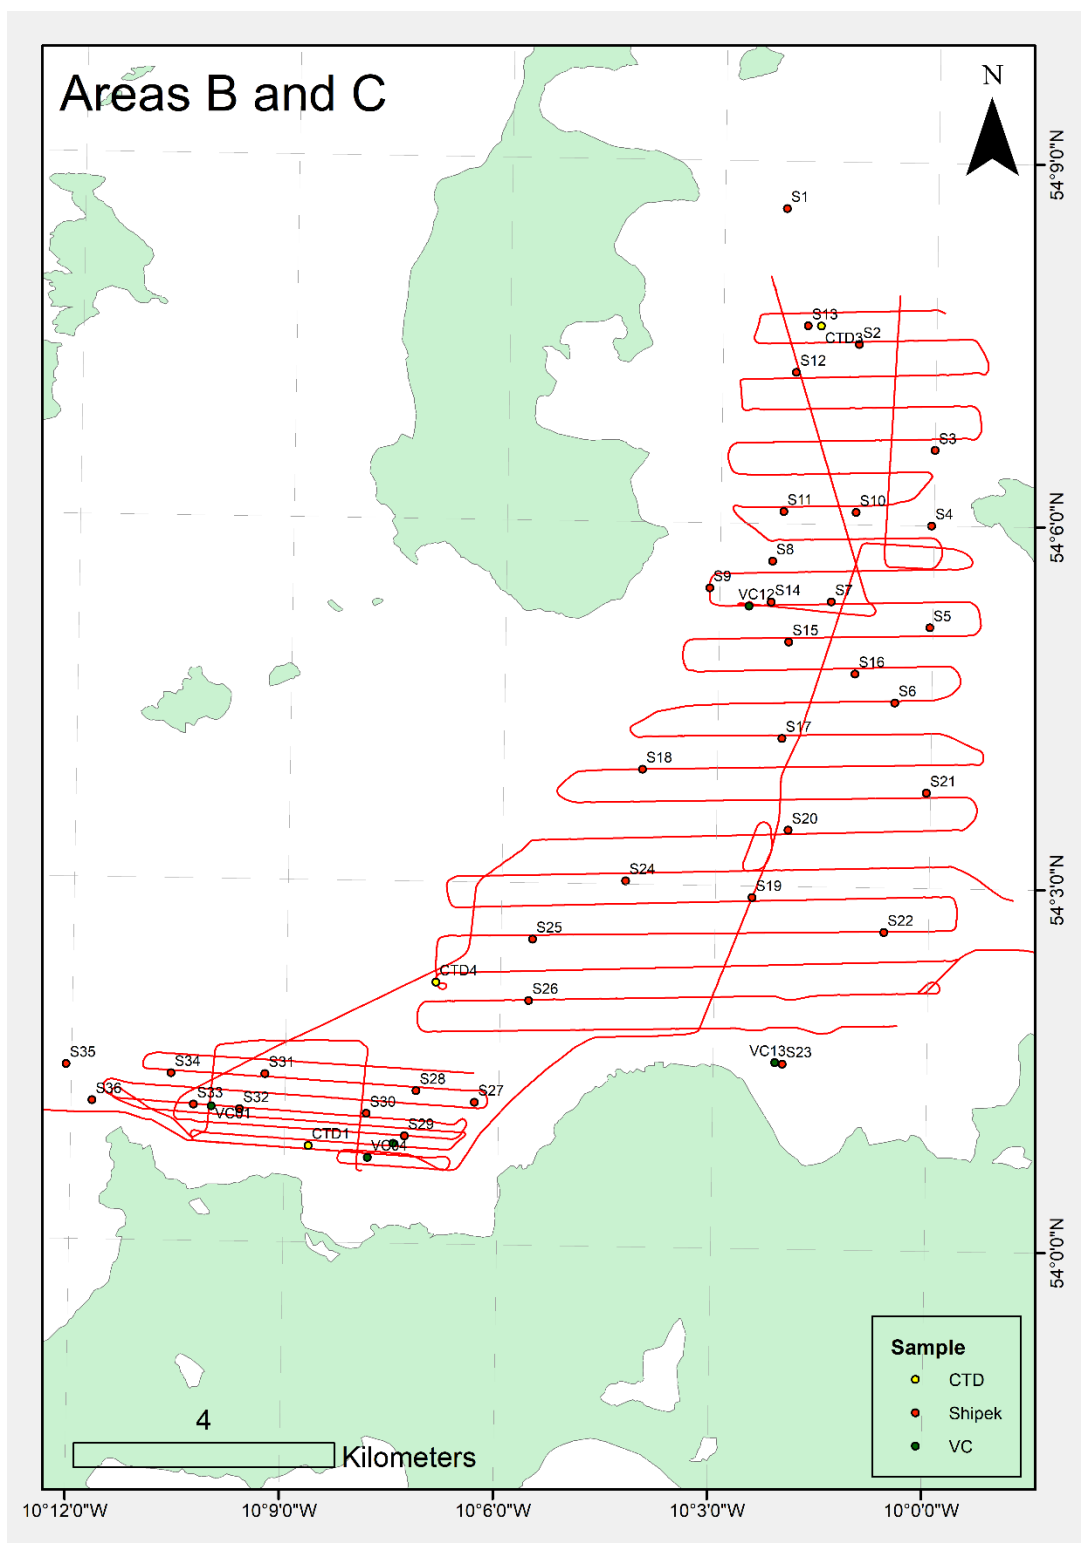 Areas B and C
N
54°9'0"N
S1
S13
CTD3
S2
S12
S3
S11
S10
S4
54°6'0"N
S8
S9
VC12
S14
S7
S5
S15
S16
S6
S17
S18
S21
S20
S24
S19
54°3'0"N
S25
S22
CTD4
S26
S35
S34
S31
VC13
S23
S36
S33
S32
VC01
S28
S27
S30
S29
CTD1
VC04
54°0'0"N
Sample
CTD
Shipek
VC
4
Kilometers
10°12'0"W
10°9'0"W
10°6'0"W
10°3'0"W
10°0'0"W